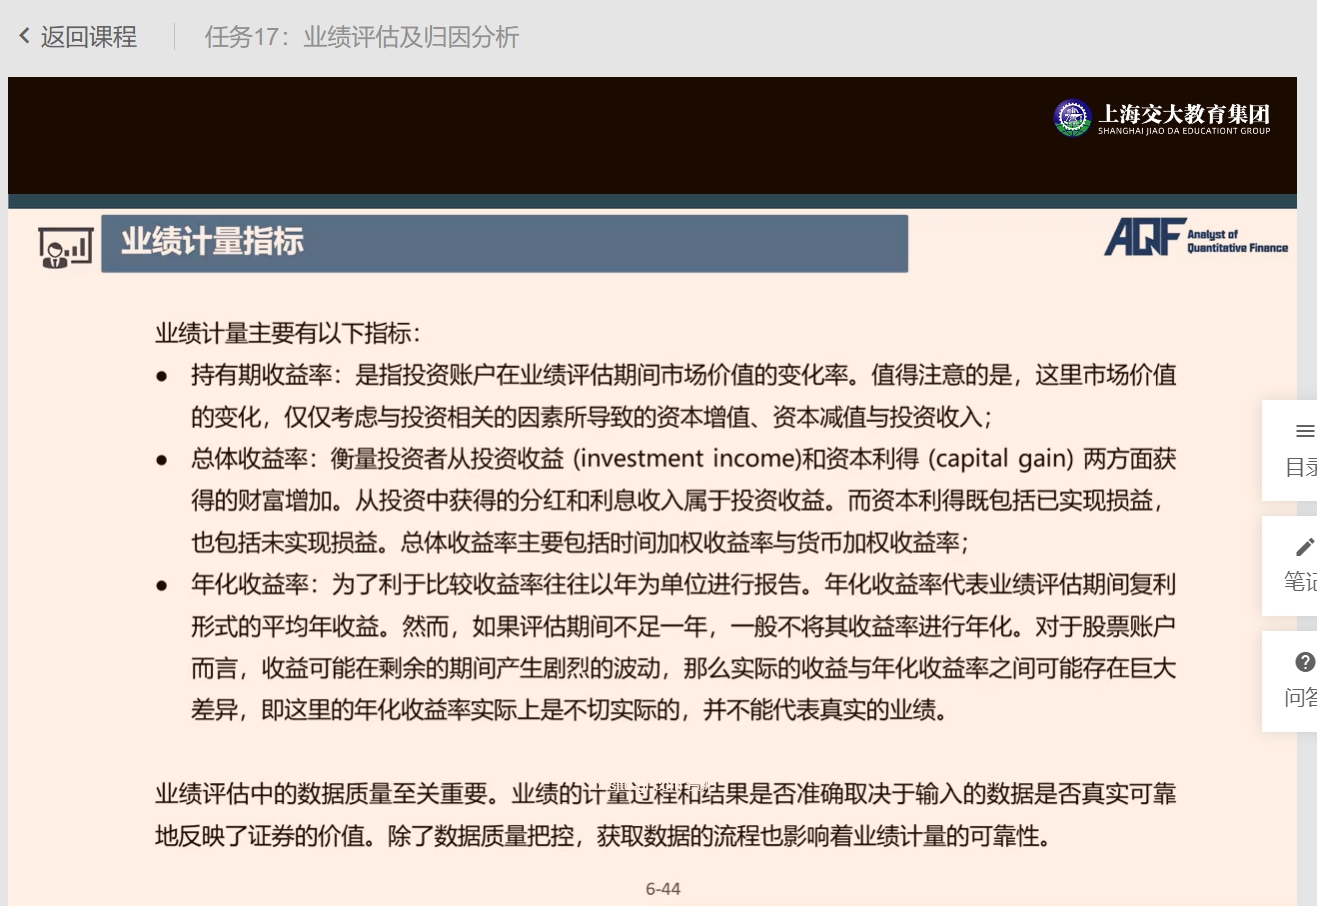 返回课程
任务17：业绩评估及归因分析
上海交大教育集团
SHANGHAI JIAO DA EDUCATIONT GROUP
业绩计量指标
AQF Analyst of
Quantitative Finance
业绩计量主要有以下指标：
● 持有期收益率：是指投资账户在业绩评估期间市场价值的变化率。值得注意的是，这里市场价值
的变化，仅仅考虑与投资相关的因素所导致的资本增值、资本减值与投资收入；
● 总体收益率：衡量投资者从投资收益 (investment income)和资本利得 (capital gain) 两方面获
得的财富增加。从投资中获得的分红和利息收入属于投资收益。而资本利得既包括已实现损益，
也包括未实现损益。总体收益率主要包括时间加权收益率与货币加权收益率；
● 年化收益率：为了利于比较收益率往往以年为单位进行报告。年化收益率代表业绩评估期间复利
形式的平均年收益。然而，如果评估期间不足一年，一般不将其收益率进行年化。对于股票账户
而言，收益可能在剩余的期间产生剧烈的波动，那么实际的收益与年化收益率之间可能存在巨大
差异，即这里的年化收益率实际上是不切实际的，并不能代表真实的业绩。
业绩评估中的数据质量至关重要。业绩的计量过程和结果是否准确取决于输入的数据是否真实可靠
地反映了证券的价值。除了数据质量把控，获取数据的流程也影响着业绩计量的可靠性。
6-44
目录
笔记
问答